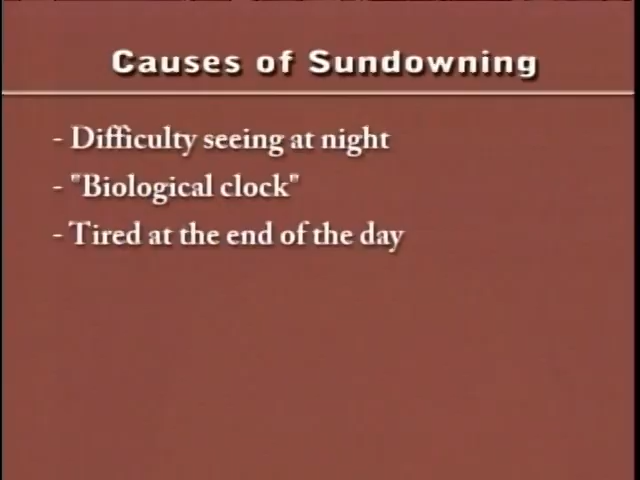 Causes of Sundowning
- Difficulty seeing at night
- "Biological clock"
- Tired at the end of the day